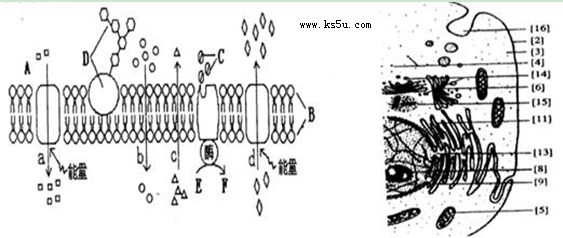 www.ks5u.com
A
D
C
B
a
能量
b
c
酶
E F
d
能量
[16]
[2]
[3]
[4]
[14]
[6]
[15]
[11]
[13]
[8]
[9]
[5]